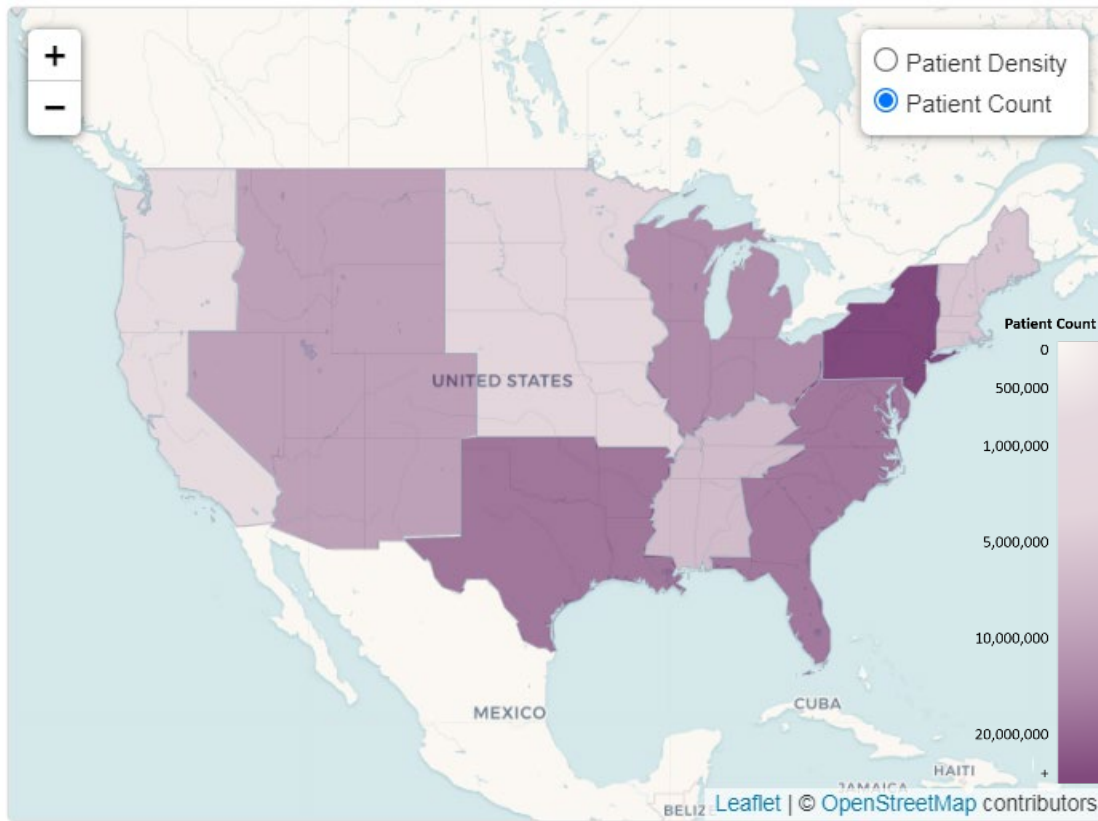 +
−
Patient Density
Patient Count
UNITED STATES
Patient Count
0
500,000
1,000,000
5,000,000
10,000,000
20,000,000
+
MEXICO
CUBA
HAITI
JAMAICA
BELIZE
Leaflet | © OpenStreetMap contributors